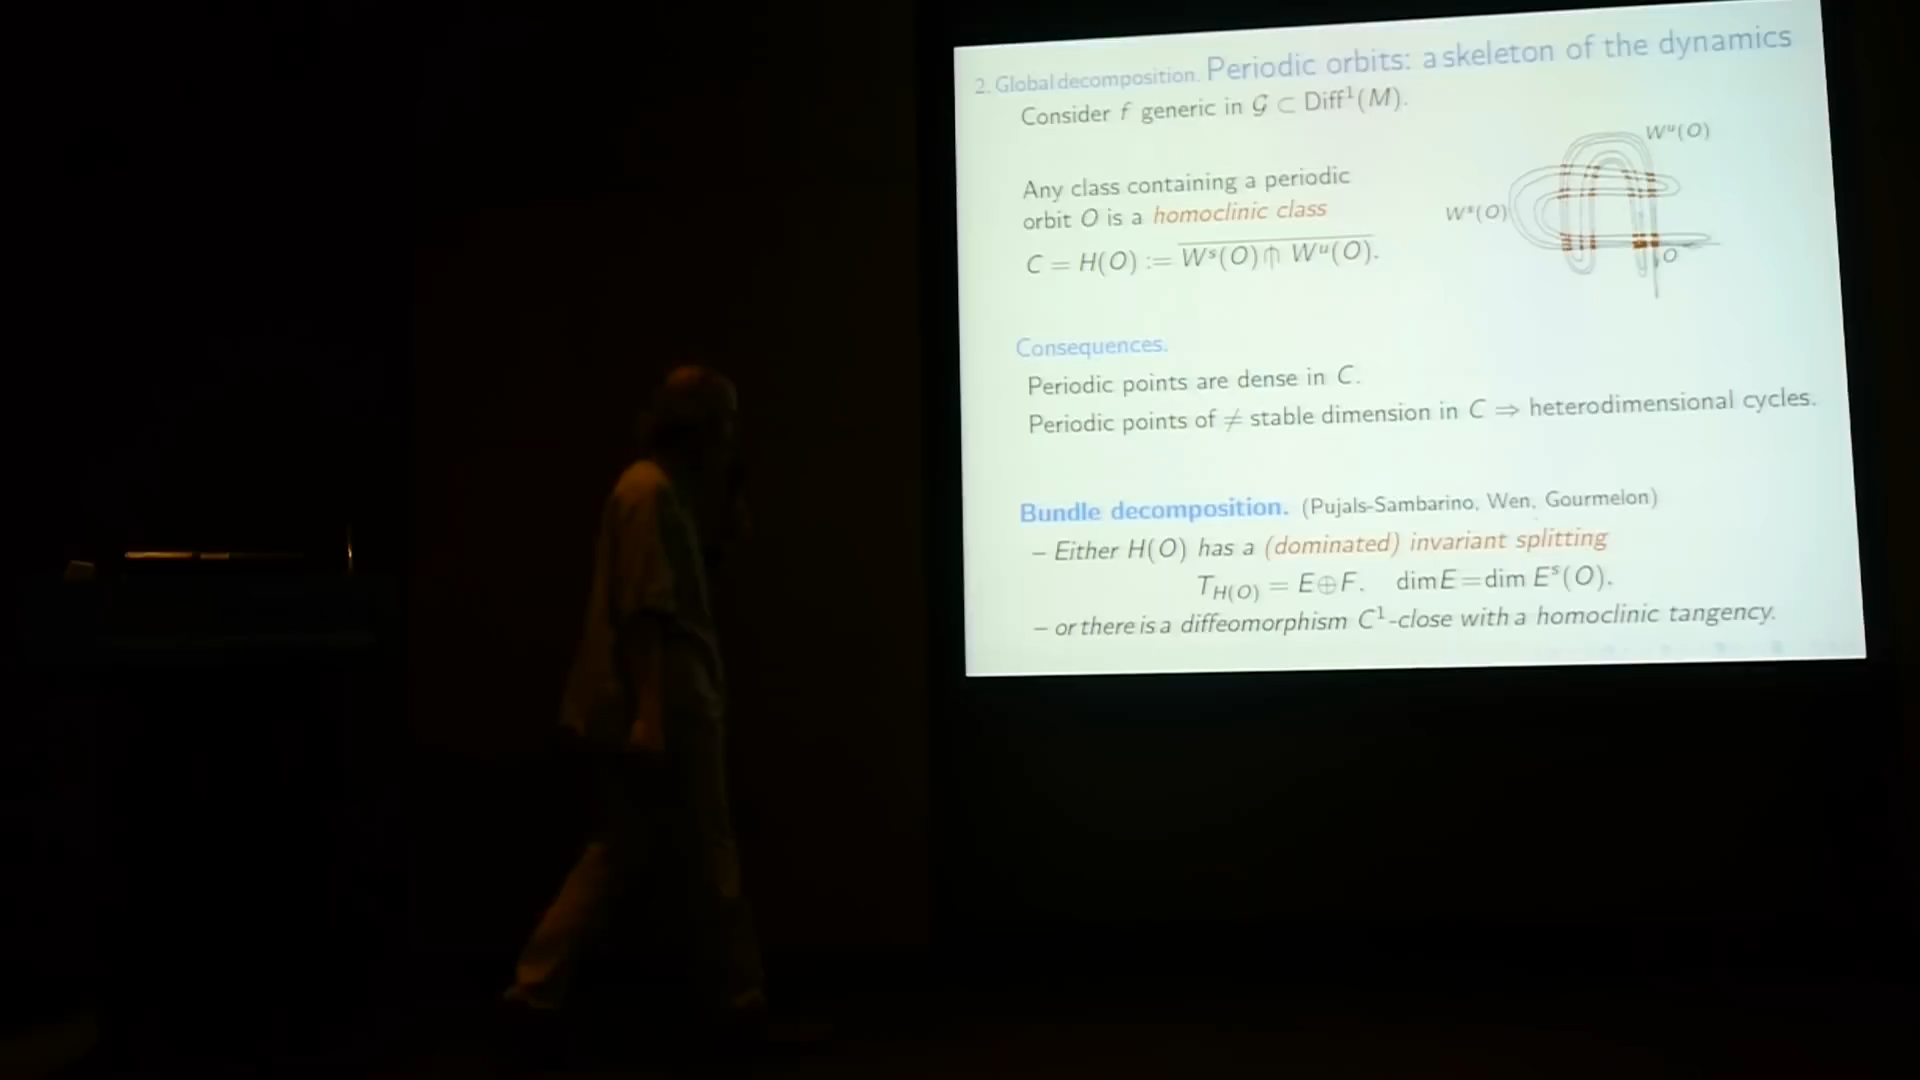 2. Global decomposition. Periodic orbits: a skeleton of the dynamics
Consider f generic in 𝒢 ⊂ Diff¹(M).
Wᵘ(O)
Any class containing a periodic
orbit O is a homoclinic class
Wˢ(O)
C = H(O) := \overline{Wˢ(O) ⋔ Wᵘ(O)}.
O
Consequences.
Periodic points are dense in C.
Periodic points of ≠ stable dimension in C ⇒ heterodimensional cycles.
Bundle decomposition. (Pujals-Sambarino, Wen, Gourmelon)
– Either H(O) has a (dominated) invariant splitting
T_{H(O)} = E⊕F. dim E = dim Eˢ(O).
– or there is a diffeomorphism C¹-close with a homoclinic tangency.